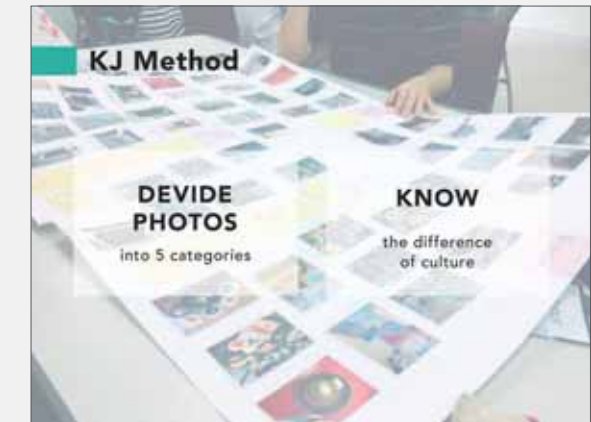 KJ Method
DEVIDE
PHOTOS
into 5 categories
KNOW
the difference
of culture